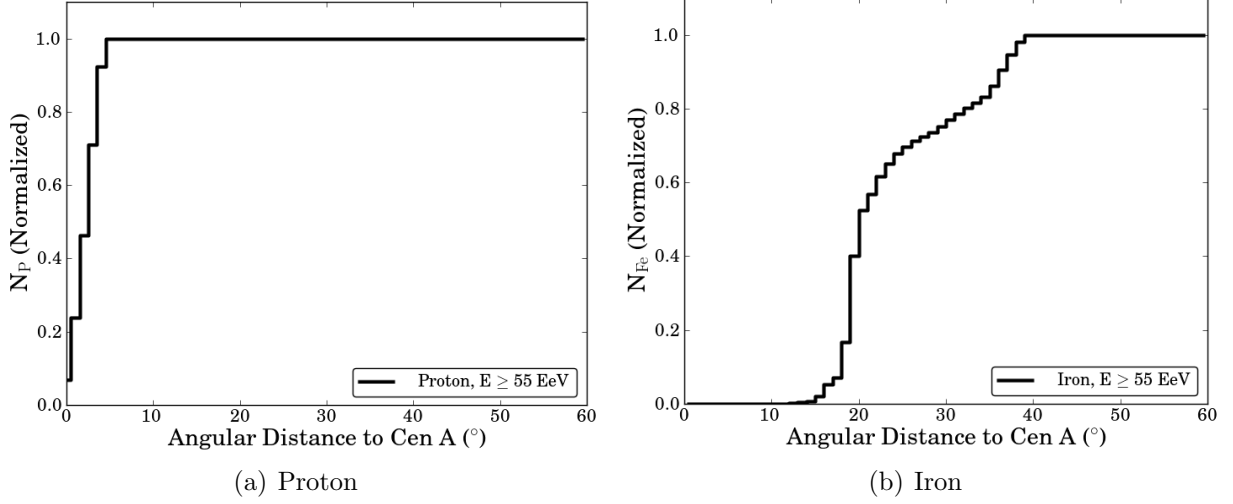 1.0
0.8
0.6
0.4
0.2
0.0
N_P (Normalized)
Proton, E ≥ 55 EeV
0 10 20 30 40 50 60
Angular Distance to Cen A (°)
(a) Proton
1.0
0.8
0.6
0.4
0.2
0.0
N_Fe (Normalized)
Iron, E ≥ 55 EeV
0 10 20 30 40 50 60
Angular Distance to Cen A (°)
(b) Iron